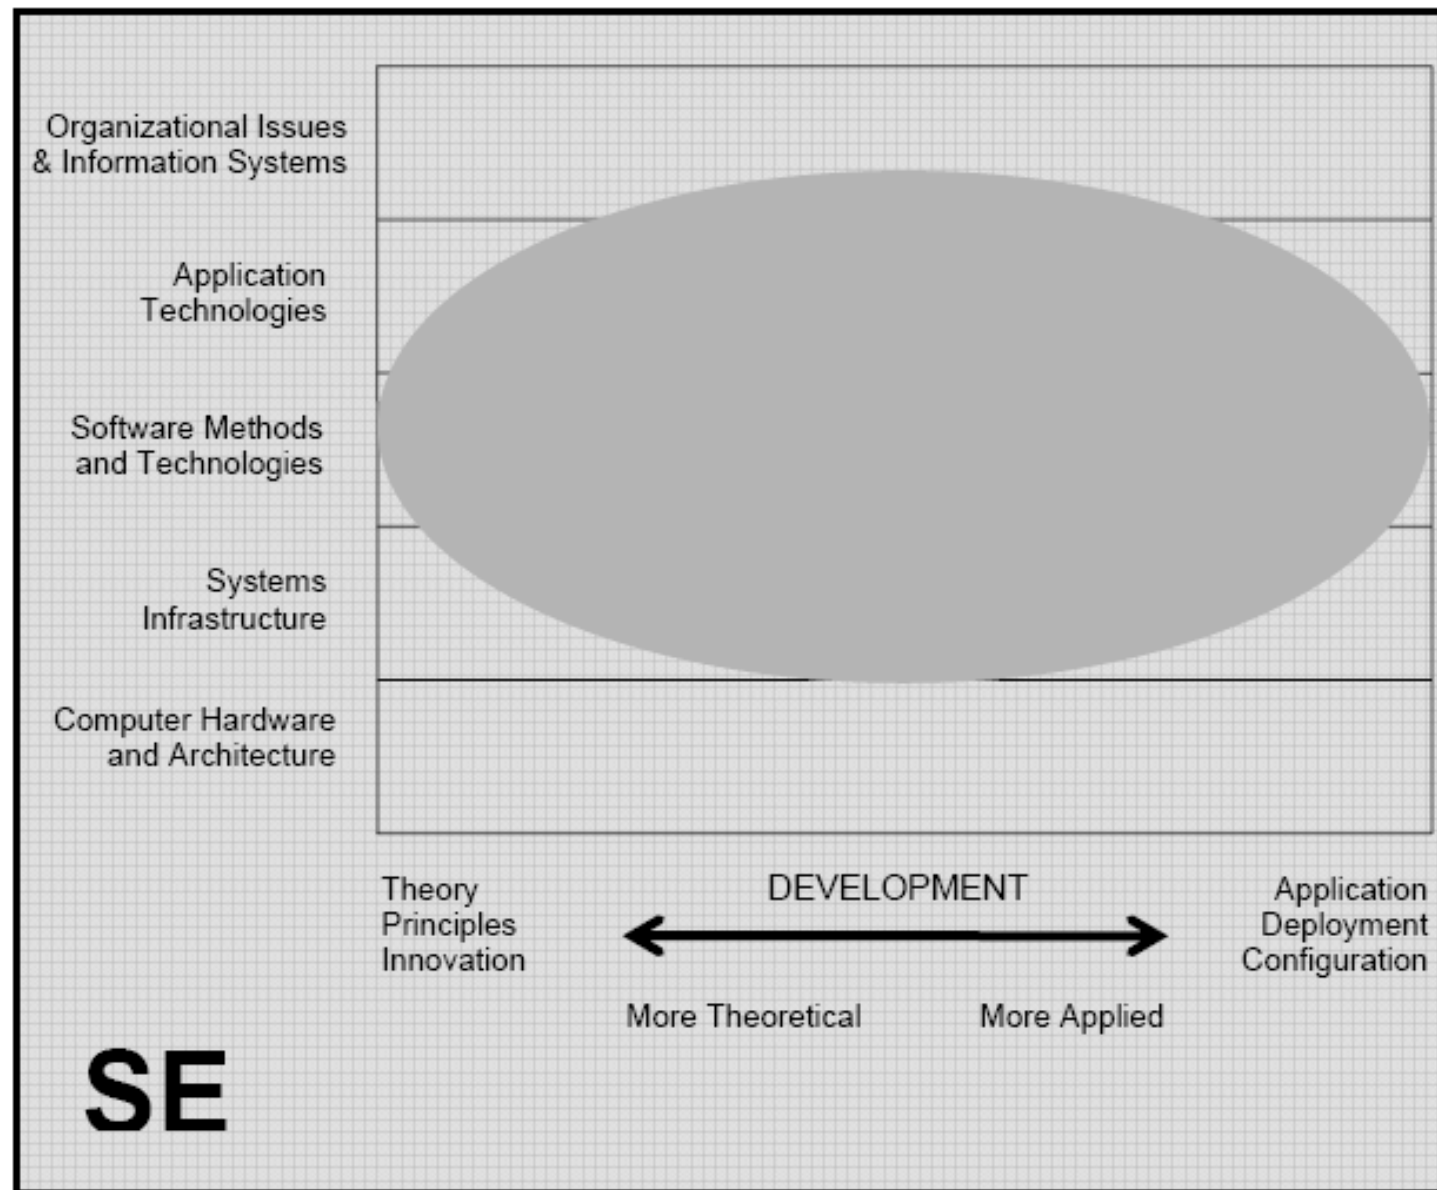 Organizational Issues
& Information Systems
Application
Technologies
Software Methods
and Technologies
Systems
Infrastructure
Computer Hardware
and Architecture
Theory
Principles
Innovation
DEVELOPMENT
Application
Deployment
Configuration
More Theoretical
More Applied
SE